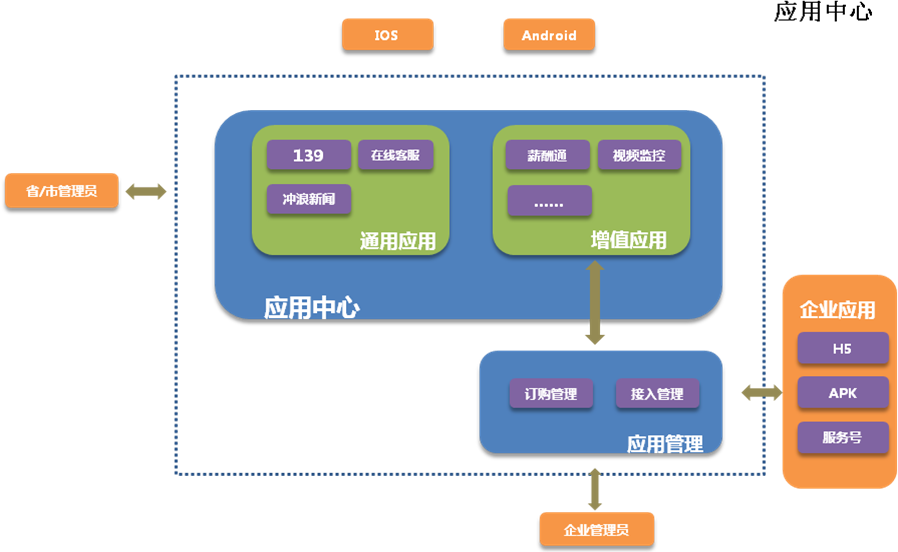 应用中心
IOS
Android
139
在线客服
薪酬通
视频监控
省/市管理员
冲浪新闻
......
通用应用
增值应用
应用中心
企业应用
H5
订购管理
接入管理
APK
应用管理
服务号
企业管理员